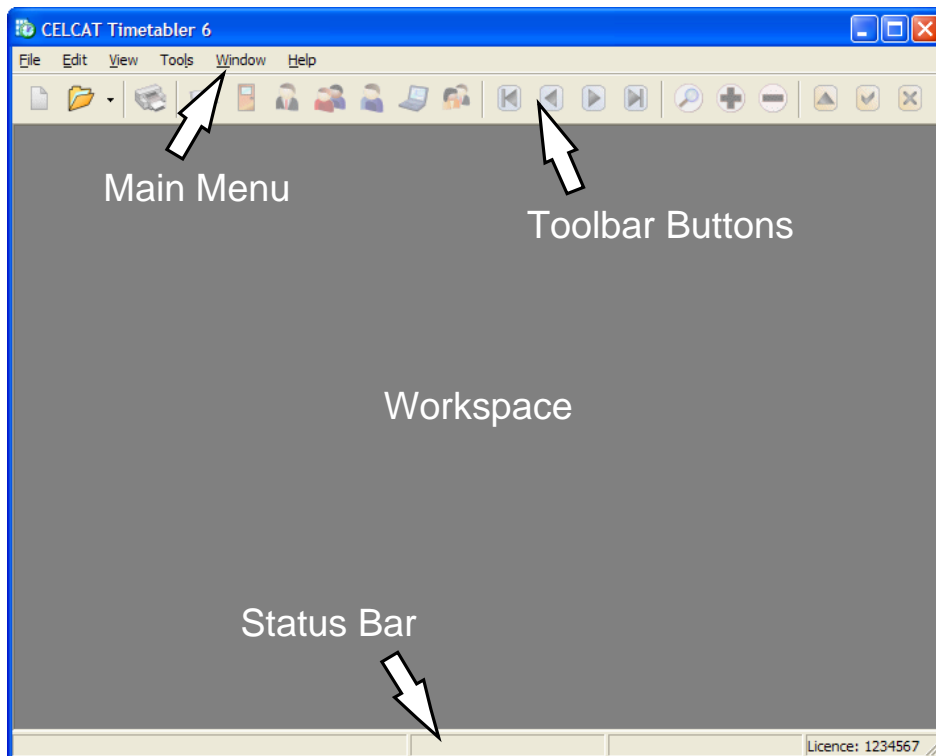 CELCAT Timetabler 6
File Edit View Tools Window Help
Main Menu
Toolbar Buttons
Workspace
Status Bar
Licence: 1234567